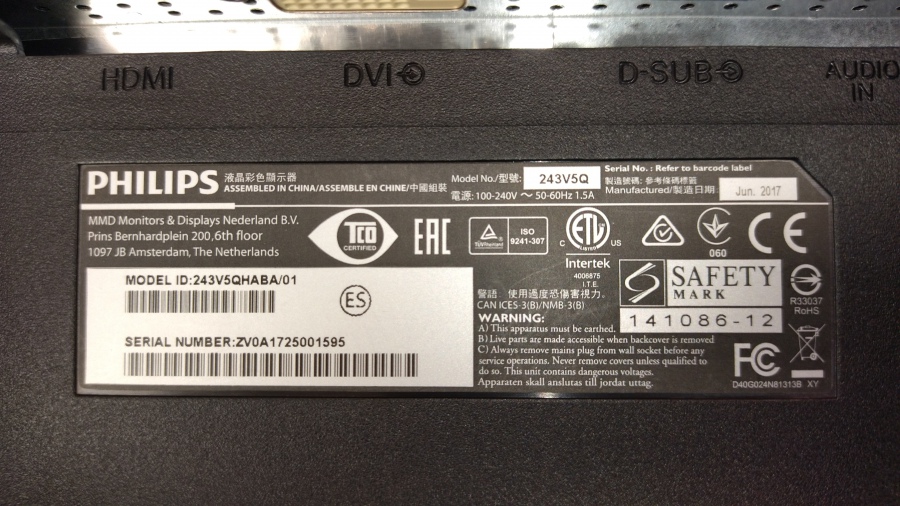 HDMI
DVI
D-SUB
AUDIO
IN
PHILIPS
液晶彩色顯示器
ASSEMBLED IN CHINA/ASSEMBLE EN CHINE/中國組裝
Model No./型號: 243V5Q
電源: 100-240V ～ 50-60Hz 1.5A
Serial No. : Refer to barcode label
製造號碼: 參考條碼標籤
Manufactured/製造日期: Jun. 2017
MMD Monitors & Displays Nederland B.V.
Prins Bernhardplein 200,6th floor
1097 JB Amsterdam, The Netherlands
TCO
CERTIFIED
EAC
TÜVRheinland
ISO
9241-307
C ETL US
LISTED
Intertek
4006875
I.T.E.
060
CE
MODEL ID:243V5QHABA/01
ES
SERIAL NUMBER:ZV0A1725001595
警語: 使用過度恐傷害視力。
CAN ICES-3(B)/NMB-3(B)
WARNING:
A) This apparatus must be earthed.
B) Live parts are made accessible when backcover is removed
C) Always remove mains plug from wall socket before any
service operations. Never remove covers unless qualified to
do so. This unit contains dangerous voltages.
Apparaten skall anslutas till jordat uttag.
S SAFETY
MARK
141086-12
R33037
RoHS
FC
D40G024N81313B XY